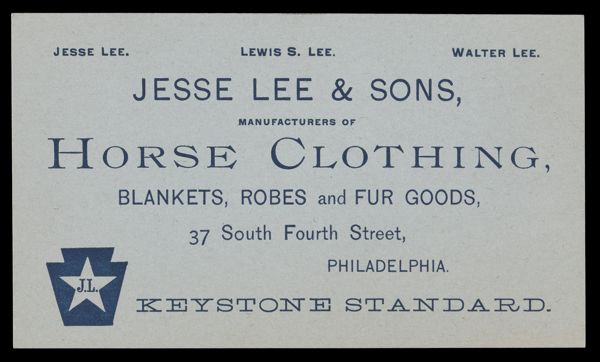 JESSE LEE. LEWIS S. LEE. WALTER LEE.
JESSE LEE & SONS,
MANUFACTURERS OF
HORSE CLOTHING,
BLANKETS, ROBES and FUR GOODS,
37 South Fourth Street,
PHILADELPHIA.
J.L.
KEYSTONE STANDARD.